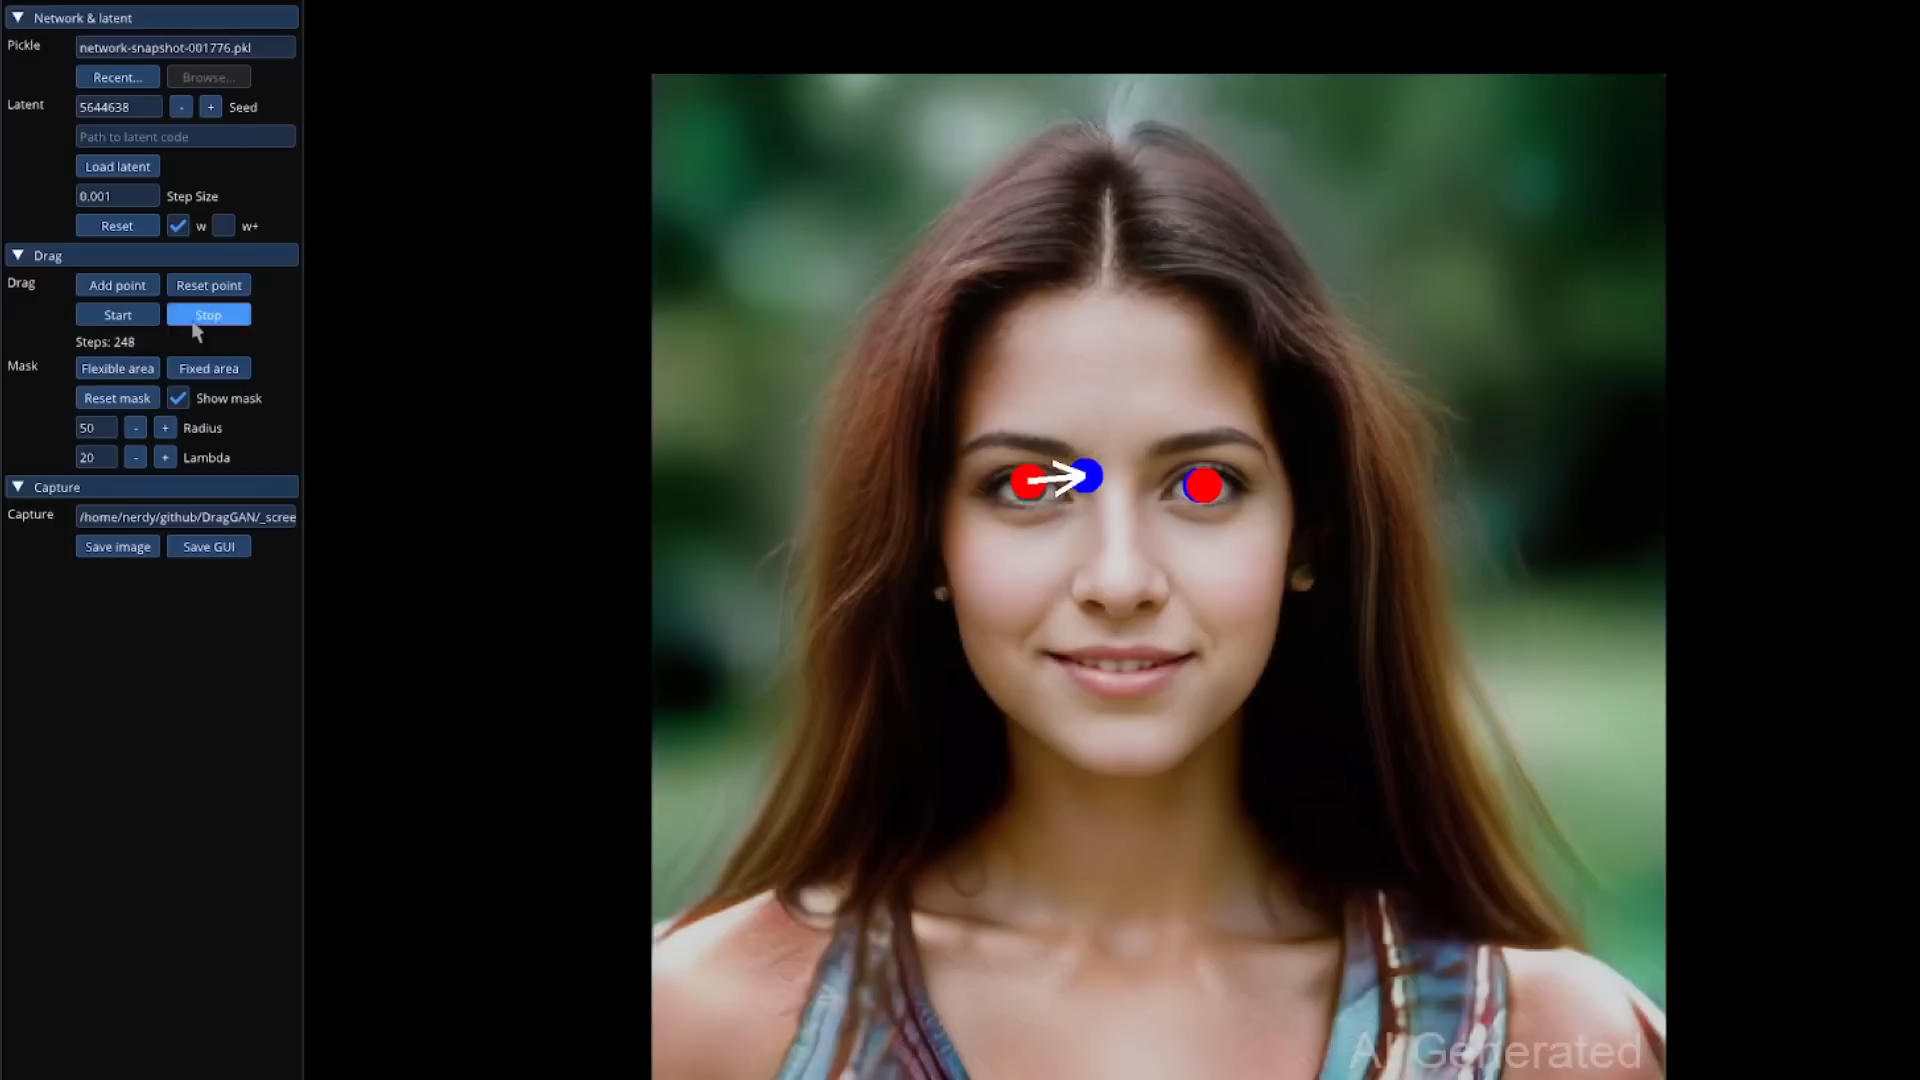 Network & latent
Pickle
network-snapshot-001776.pkl
Recent...
Browse...
Latent
5644638
-
+
Seed
Path to latent code
Load latent
0.001
Step Size
Reset
w
w+
Drag
Drag
Add point
Reset point
Start
Stop
Steps: 248
Mask
Flexible area
Fixed area
Reset mask
Show mask
50
-
+
Radius
20
-
+
Lambda
Capture
Capture
/home/nerdy/github/DragGAN/_scree
Save image
Save GUI
AI Generated